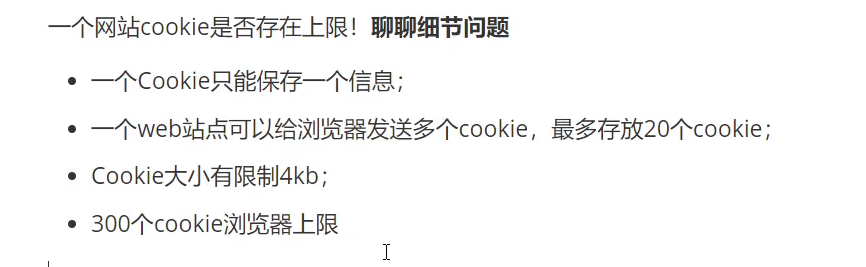 一个网站cookie是否存在上限！聊聊细节问题
一个Cookie只能保存一个信息；
一个web站点可以给浏览器发送多个cookie，最多存放20个cookie；
Cookie大小有限制4kb；
300个cookie浏览器上限